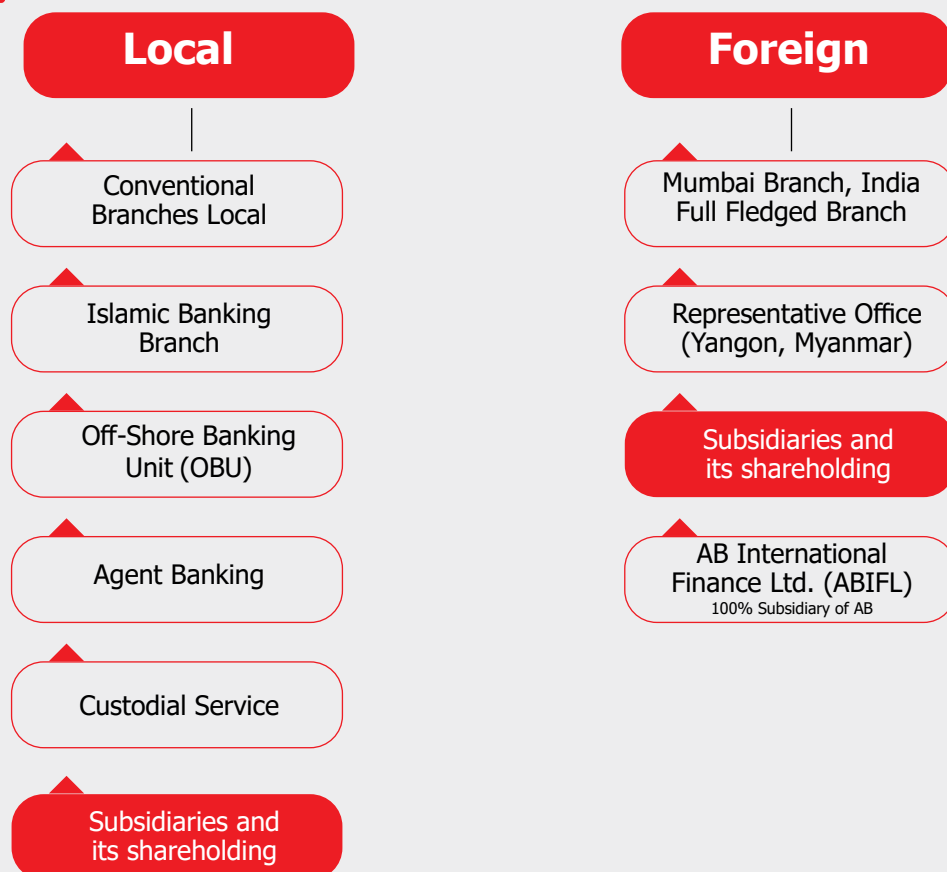 Local
Conventional
Branches Local
Islamic Banking
Branch
Off-Shore Banking
Unit (OBU)
Agent Banking
Custodial Service
Subsidiaries and
its shareholding
Foreign
Mumbai Branch, India
Full Fledged Branch
Representative Office
(Yangon, Myanmar)
Subsidiaries and
its shareholding
AB International
Finance Ltd. (ABIFL)
100% Subsidiary of AB